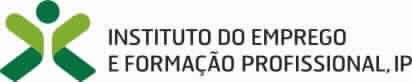 INSTITUTO DO EMPREGO
E FORMAÇÃO PROFISSIONAL, IP